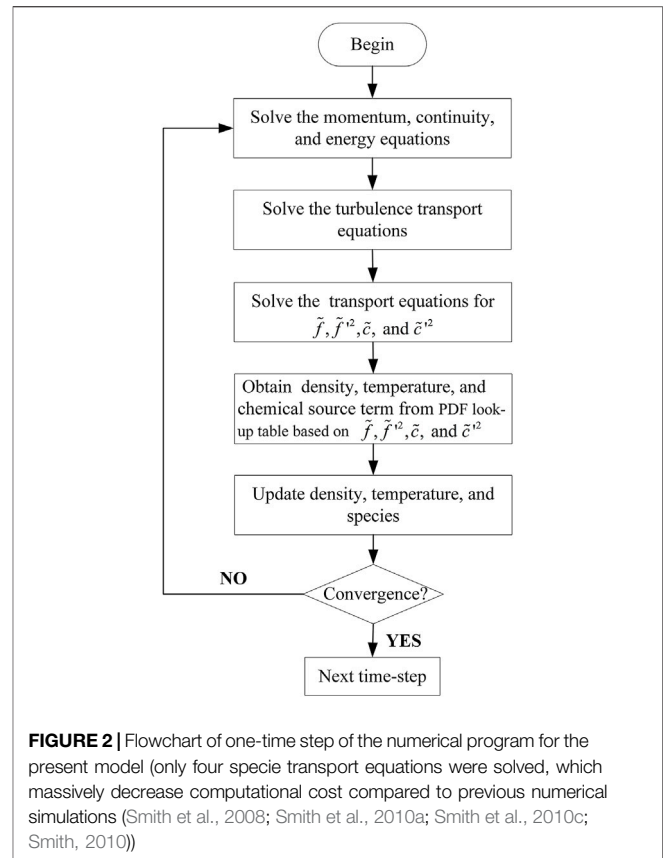 Begin
Solve the momentum, continuity,
and energy equations
Solve the turbulence transport
equations
Solve the transport equations for
f̃, f̃'², c̃, and c̃'²
Obtain density, temperature, and
chemical source term from PDF look-
up table based on f̃, f̃'², c̃, and c̃'²
Update density, temperature, and
species
NO
Convergence?
YES
Next time-step
FIGURE 2 | Flowchart of one-time step of the numerical program for the
present model (only four specie transport equations were solved, which
massively decrease computational cost compared to previous numerical
simulations (Smith et al., 2008; Smith et al., 2010a; Smith et al., 2010c;
Smith, 2010))